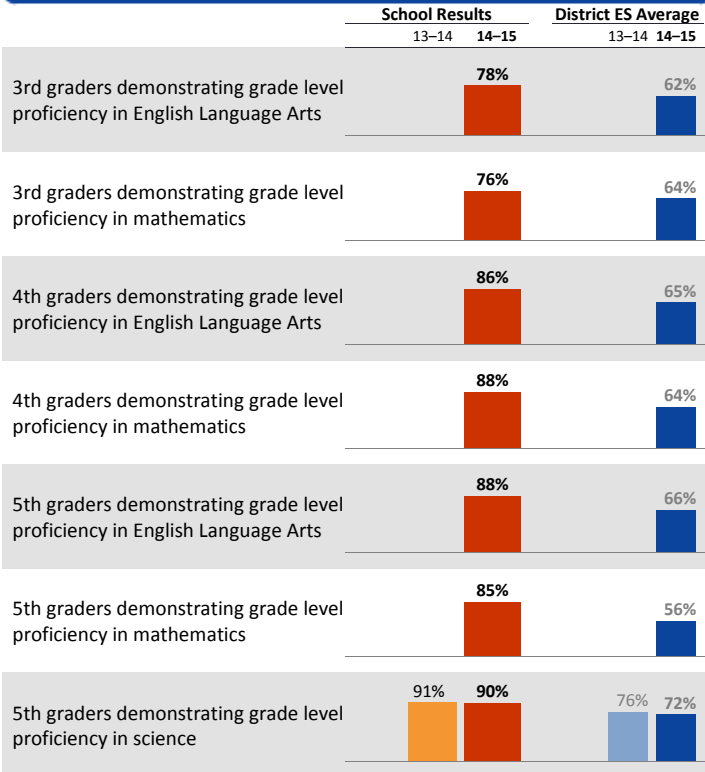 School Results District ES Average
13–14 14–15 13–14 14–15
78% 62%
3rd graders demonstrating grade level
proficiency in English Language Arts
76% 64%
3rd graders demonstrating grade level
proficiency in mathematics
86% 65%
4th graders demonstrating grade level
proficiency in English Language Arts
88% 64%
4th graders demonstrating grade level
proficiency in mathematics
88% 66%
5th graders demonstrating grade level
proficiency in English Language Arts
85% 56%
5th graders demonstrating grade level
proficiency in mathematics
91% 90% 76% 72%
5th graders demonstrating grade level
proficiency in science